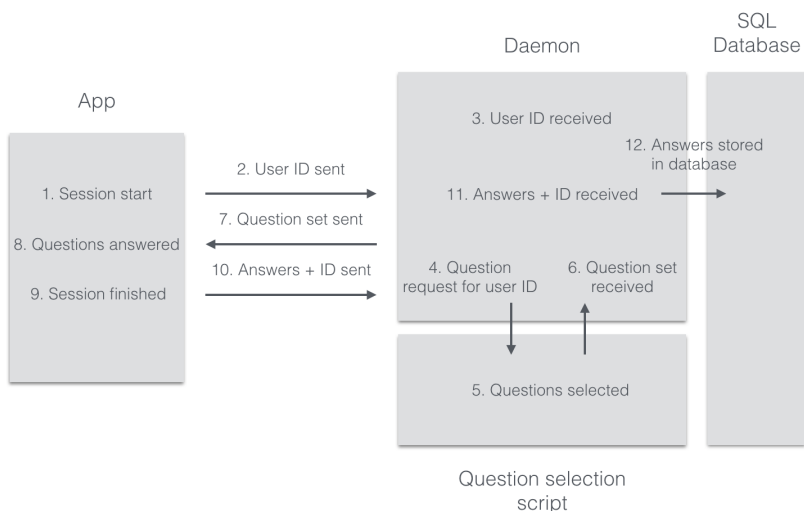 SQL
Database
Daemon
App
3. User ID received
12. Answers stored
in database
2. User ID sent
1. Session start
11. Answers + ID received
7. Question set sent
8. Questions answered
10. Answers + ID sent
4. Question
request for user ID
6. Question set
received
9. Session finished
5. Questions selected
Question selection
script